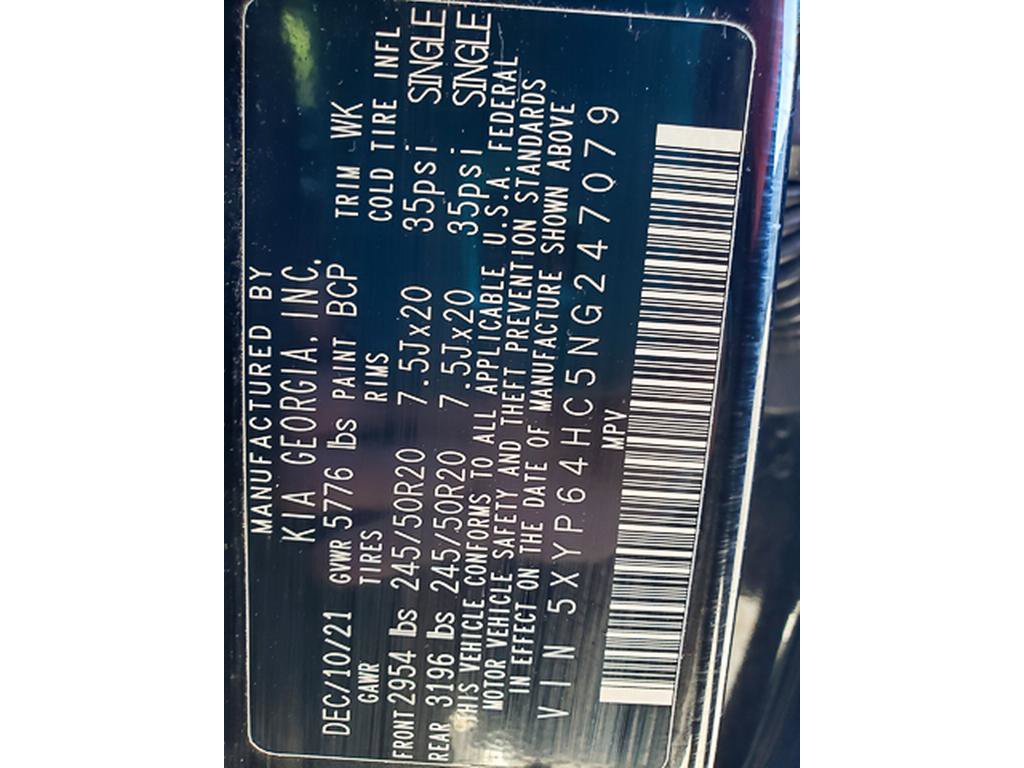 MANUFACTURED BY
KIA GEORGIA, INC.
DEC/10/21 GVWR 5776 lbs PAINT BCP TRIM WK
GAWR TIRES RIMS COLD TIRE INFL
FRONT 2954 lbs 245/50R20 7.5Jx20 35psi SINGLE
REAR 3196 lbs 245/50R20 7.5Jx20 35psi SINGLE
THIS VEHICLE CONFORMS TO ALL APPLICABLE U.S.A. FEDERAL
MOTOR VEHICLE SAFETY AND THEFT PREVENTION STANDARDS
IN EFFECT ON THE DATE OF MANUFACTURE SHOWN ABOVE
VIN 5XYP64HC5NG247079
MPV